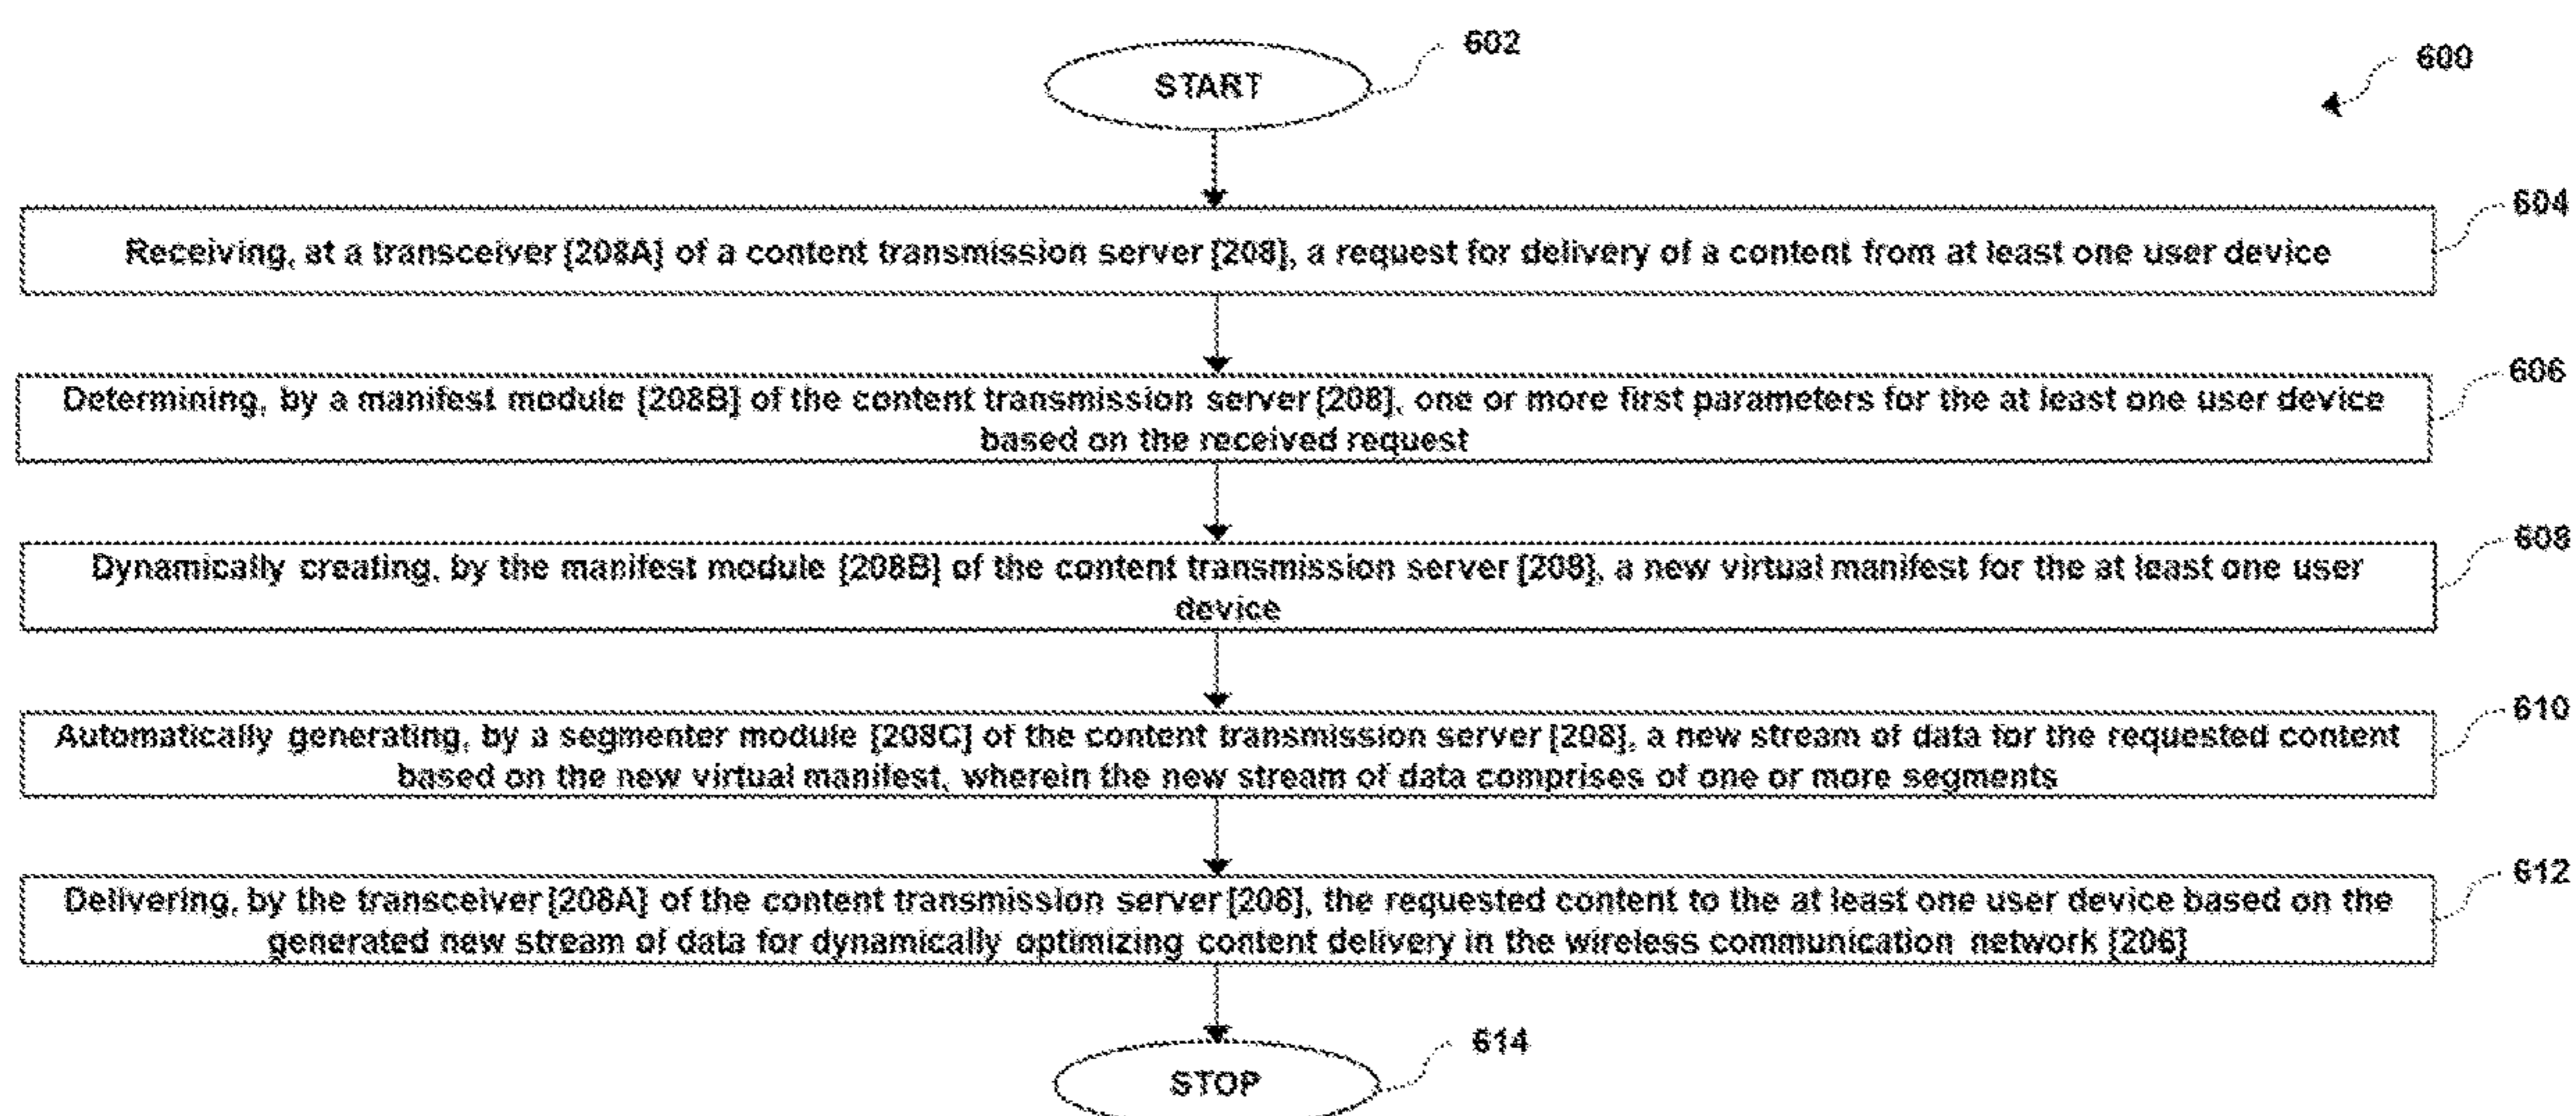 602
600
START
604
Receiving, at a transceiver [208A] of a content transmission server [208], a request for delivery of a content from at least one user device
606
Determining, by a manifest module [208B] of the content transmission server [208], one or more first parameters for the at least one user device
based on the received request
608
Dynamically creating, by the manifest module [208B] of the content transmission server [208], a new virtual manifest for the at least one user
device
610
Automatically generating, by a segmenter module [208C] of the content transmission server [208], a new stream of data for the requested content
based on the new virtual manifest, wherein the new stream of data comprises of one or more segments
612
Delivering, by the transceiver [208A] of the content transmission server [208], the requested content to the at least one user device based on the
generated new stream of data for dynamically optimizing content delivery in the wireless communication network [206]
614
STOP